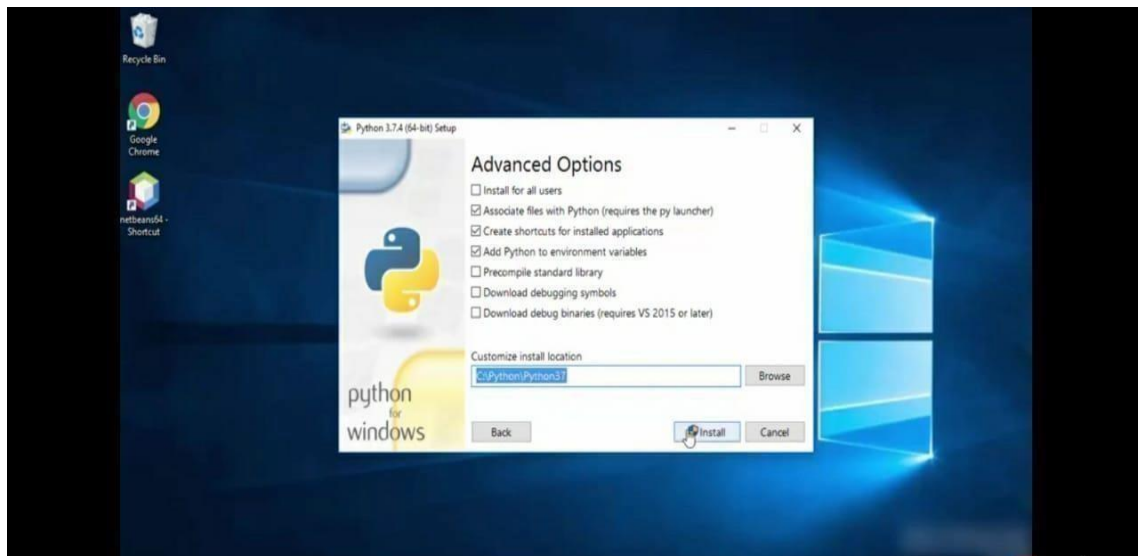 Recycle Bin
Google
Chrome
netbeans64 -
Shortcut
Python 3.7.4 (64-bit) Setup
Advanced Options
Install for all users
Associate files with Python (requires the py launcher)
Create shortcuts for installed applications
Add Python to environment variables
Precompile standard library
Download debugging symbols
Download debug binaries (requires VS 2015 or later)
Customize install location
C:\Python\Python37
Browse
python
for
windows
Back
Install
Cancel